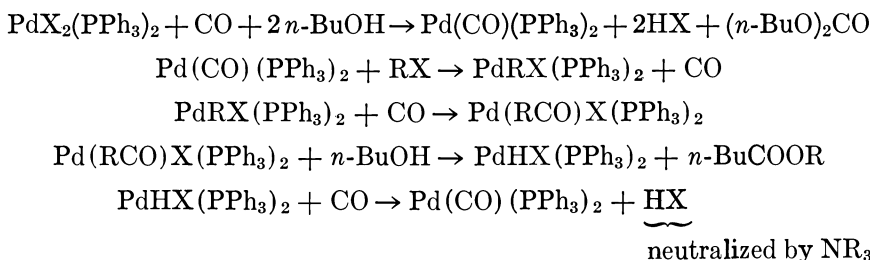 PdX₂(PPh₃)₂ + CO + 2 n-BuOH → Pd(CO)(PPh₃)₂ + 2HX + (n-BuO)₂CO
Pd(CO) (PPh₃)₂ + RX → PdRX(PPh₃)₂ + CO
PdRX(PPh₃)₂ + CO → Pd(RCO)X(PPh₃)₂
Pd(RCO)X(PPh₃)₂ + n-BuOH → PdHX(PPh₃)₂ + n-BuCOOR
PdHX(PPh₃)₂ + CO → Pd(CO) (PPh₃)₂ + HX
neutralized by NR₃